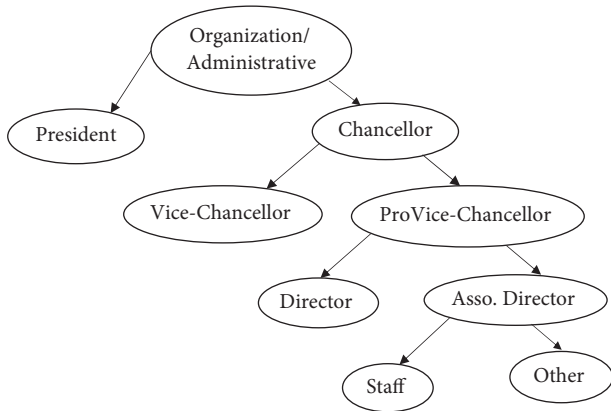 Organization/
Administrative
President
Chancellor
Vice-Chancellor
ProVice-Chancellor
Director
Asso. Director
Staff
Other